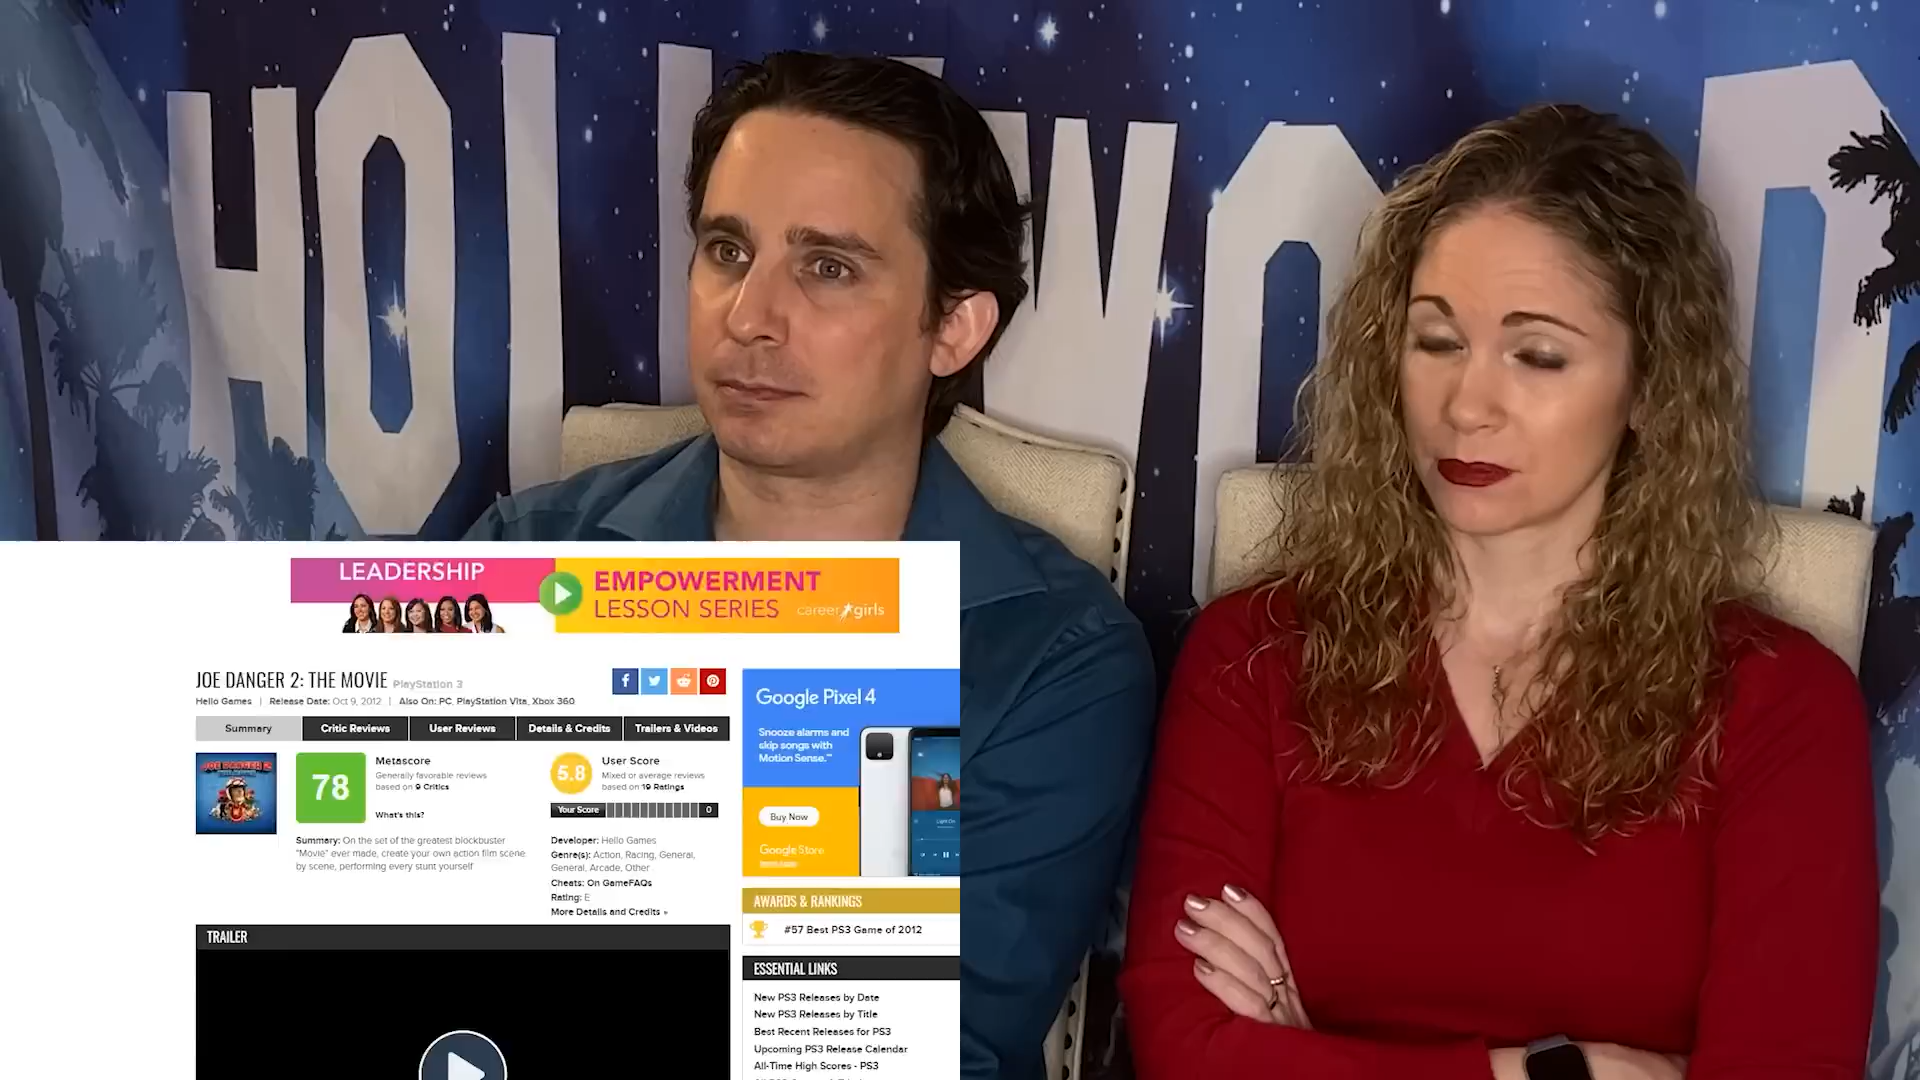 HOLLYWOOD
LEADERSHIP
EMPOWERMENT
LESSON SERIES
career girls
JOE DANGER 2: THE MOVIE PlayStation 3
Hello Games | Release Date: Oct 9, 2012 | Also On: PC, PlayStation Vita, Xbox 360
Summary
Critic Reviews
User Reviews
Details & Credits
Trailers & Videos
JOE DANGER 2
78
Metascore
Generally favorable reviews
based on 9 Critics
What's this?
Summary: On the set of the greatest blockbuster
"Movie" ever made, create your own action film scene
by scene, performing every stunt yourself
5.8
User Score
Mixed or average reviews
based on 19 Ratings
Your Score
0
Developer: Hello Games
Genre(s): Action, Racing, General,
General, Arcade, Other
Cheats: On GameFAQs
Rating: E
More Details and Credits »
TRAILER
Google Pixel 4
Snooze alarms and
skip songs with
Motion Sense.™
Buy Now
Google Store
AWARDS & RANKINGS
#57 Best PS3 Game of 2012
ESSENTIAL LINKS
New PS3 Releases by Date
New PS3 Releases by Title
Best Recent Releases for PS3
Upcoming PS3 Release Calendar
All-Time High Scores - PS3